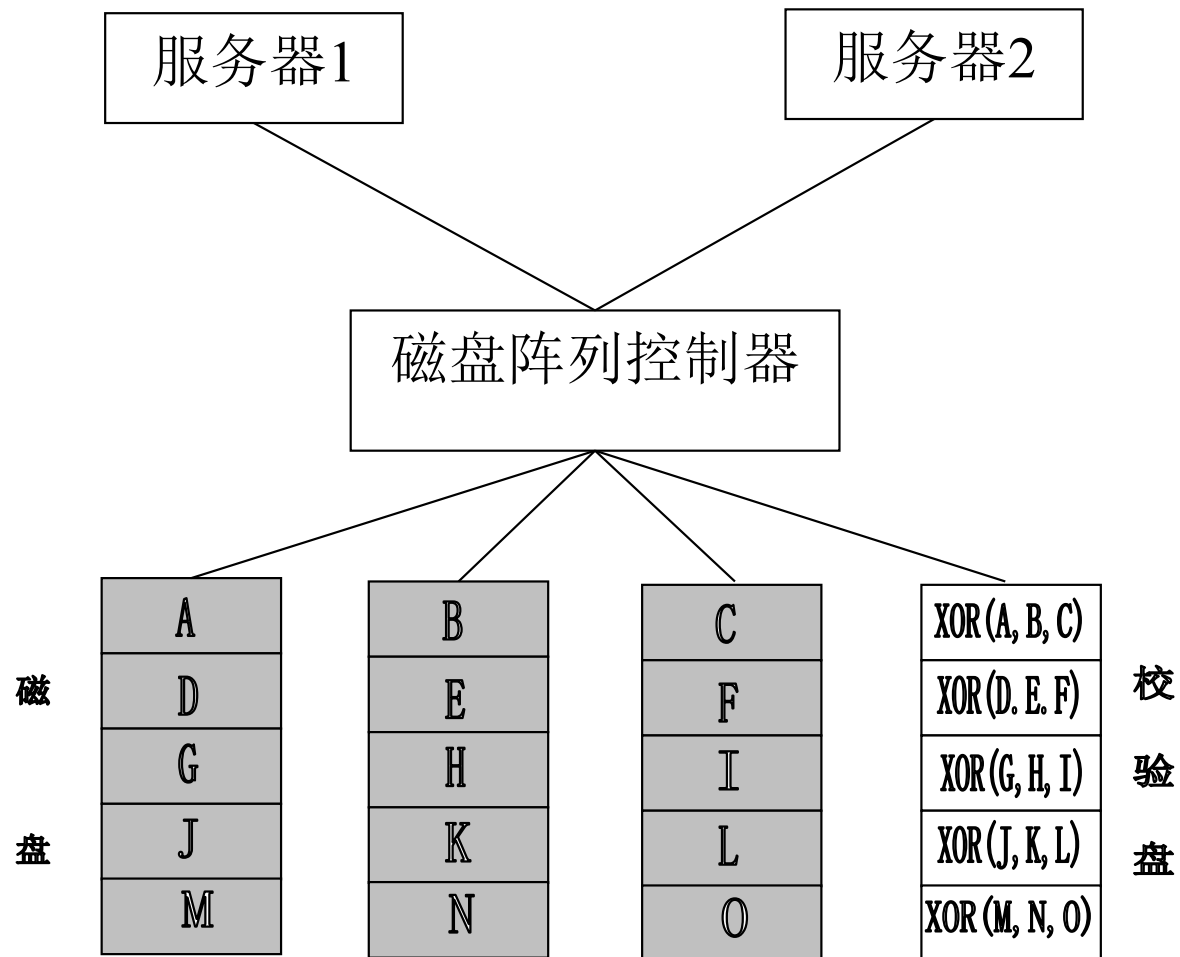 服务器1
服务器2
磁盘阵列控制器
A
B
C
XOR(A, B, C)
D
E
F
XOR(D. E. F)
G
H
I
XOR(G, H, I)
J
K
L
XOR(J, K, L)
M
N
O
XOR(M, N, O)
磁
盘
校
验
盘